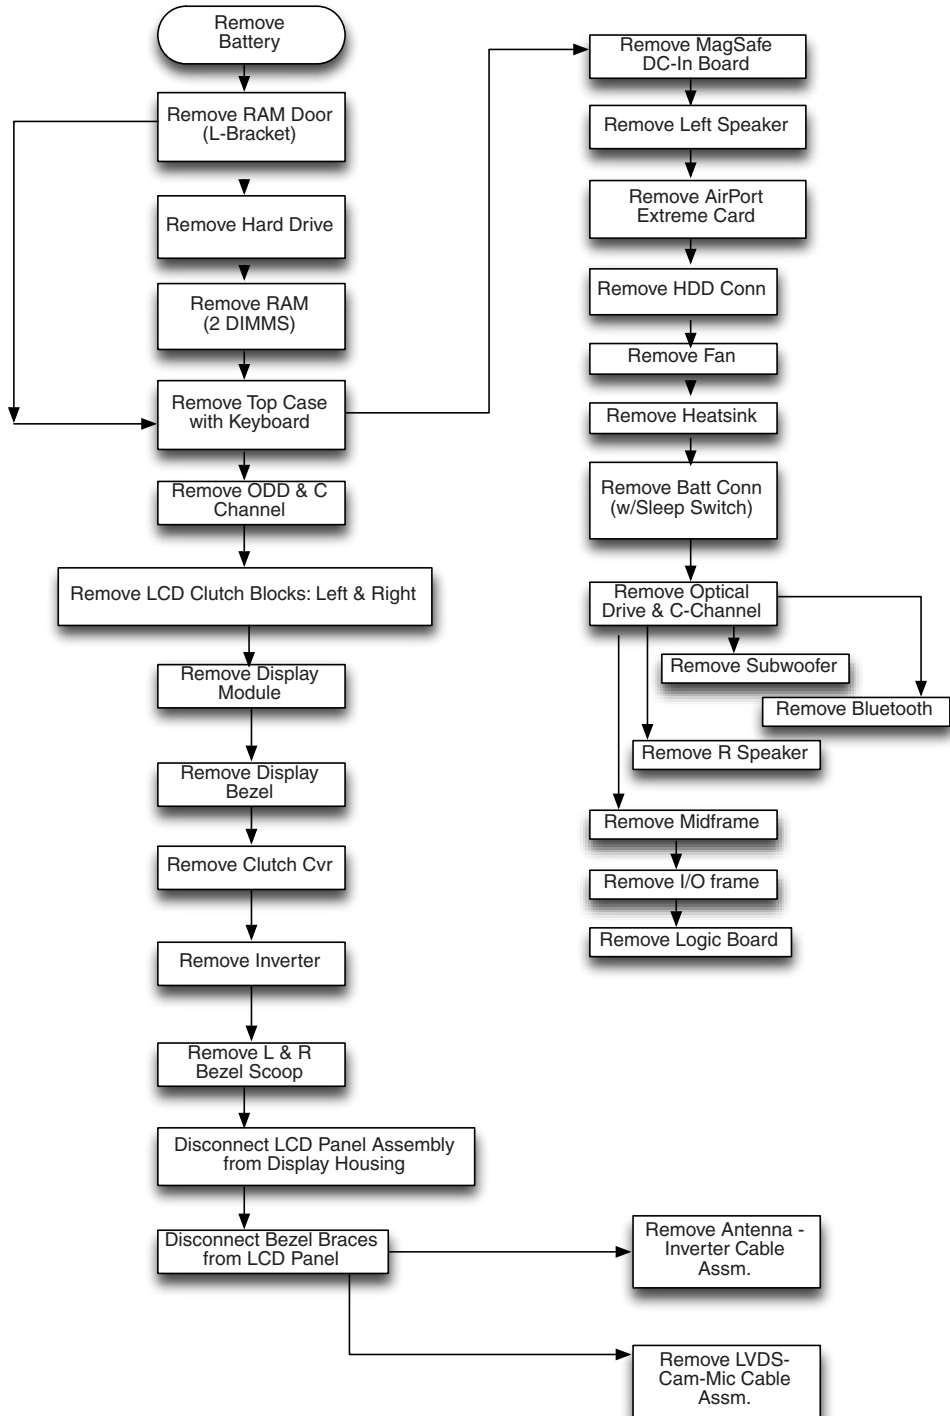 Remove
Battery
Remove RAM Door
(L-Bracket)
Remove Hard Drive
Remove RAM
(2 DIMMS)
Remove Top Case
with Keyboard
Remove ODD & C
Channel
Remove LCD Clutch Blocks: Left & Right
Remove Display
Module
Remove Display
Bezel
Remove Clutch Cvr
Remove Inverter
Remove L & R
Bezel Scoop
Disconnect LCD Panel Assembly
from Display Housing
Disconnect Bezel Braces
from LCD Panel
Remove MagSafe
DC-In Board
Remove Left Speaker
Remove AirPort
Extreme Card
Remove HDD Conn
Remove Fan
Remove Heatsink
Remove Batt Conn
(w/Sleep Switch)
Remove Optical
Drive & C-Channel
Remove Subwoofer
Remove Bluetooth
Remove R Speaker
Remove Midframe
Remove I/O frame
Remove Logic Board
Remove Antenna -
Inverter Cable
Assm.
Remove LVDS-
Cam-Mic Cable
Assm.